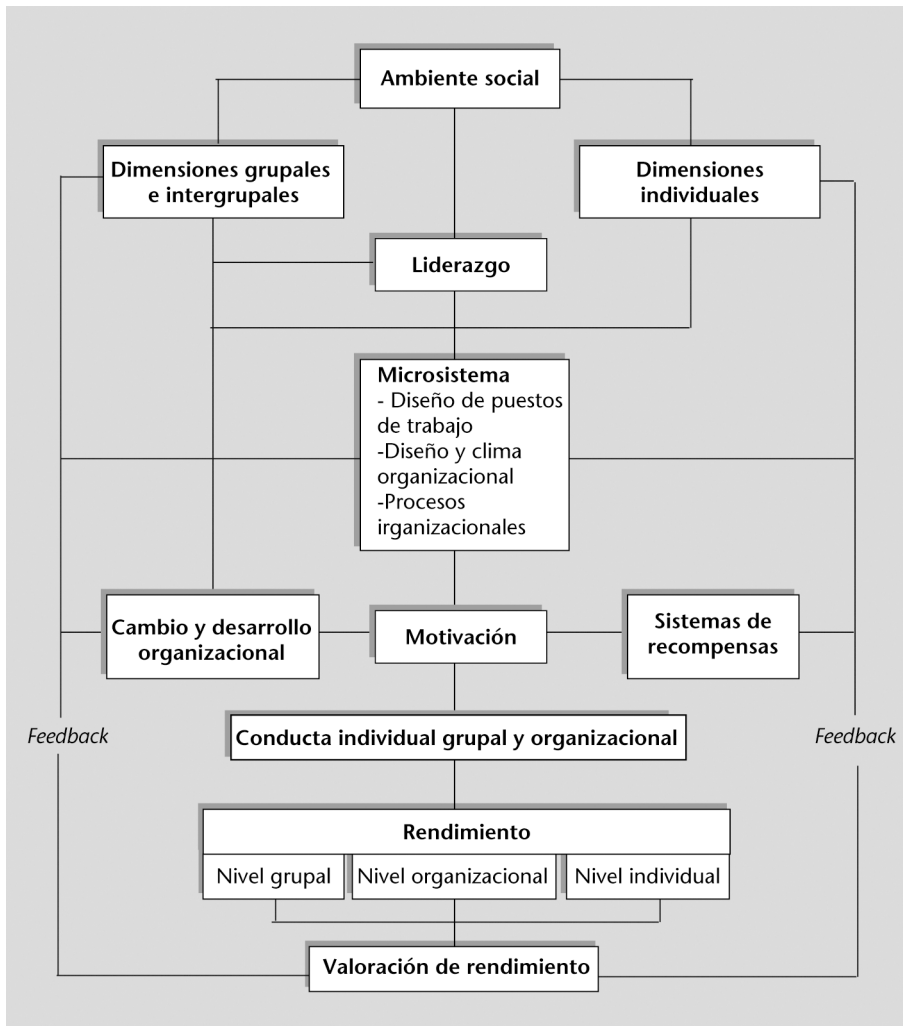 Ambiente social
Dimensiones grupales
e intergrupales
Dimensiones
individuales
Liderazgo
Microsistema
- Diseño de puestos
de trabajo
-Diseño y clima
organizacional
-Procesos
irganizacionales
Cambio y desarrollo
organizacional
Motivación
Sistemas de
recompensas
Feedback
Feedback
Conducta individual grupal y organizacional
Rendimiento
Nivel grupal
Nivel organizacional
Nivel individual
Valoración de rendimiento